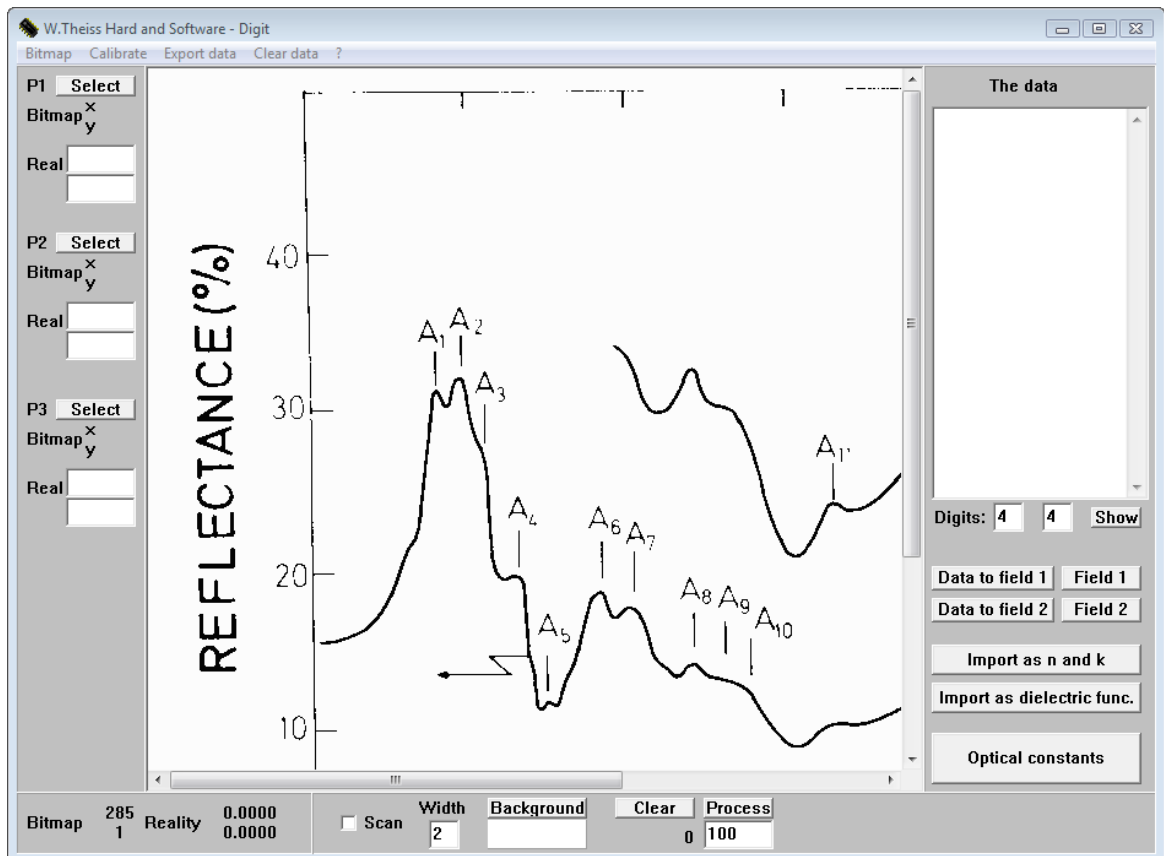 W.Theiss Hard and Software - Digit
Bitmap Calibrate Export data Clear data ?
P1 Select
Bitmap x
y
Real
P2 Select
Bitmap x
y
Real
P3 Select
Bitmap x
y
Real
REFLECTANCE (%)
40
30
20
10
A1
A2
A3
A4
A5
A6
A7
A8
A9
A10
A1'
The data
Digits: 4 4 Show
Data to field 1 Field 1
Data to field 2 Field 2
Import as n and k
Import as dielectric func.
Optical constants
Bitmap 285 Reality 0.0000
1 0.0000
Scan
Width
2
Background
Clear Process
0 100